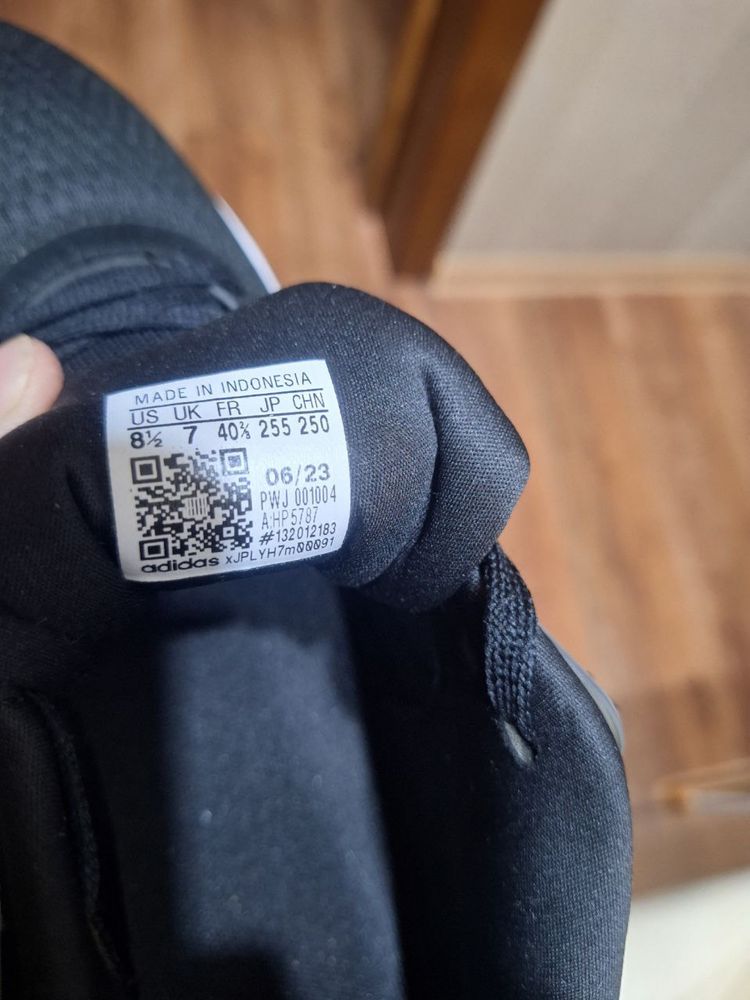 MADE IN INDONESIA
US UK FR JP CHN
8½ 7 40⅔ 255 250
06/23
PWJ 001004
A:HP5787
#132012183
adidas xJPLYH7m00091